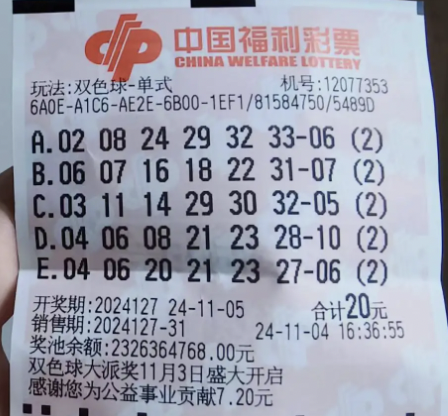 中国福利彩票
CHINA WELFARE LOTTERY
玩法:双色球-单式 机号:12077353
6A0E-A1C6-AE2E-6B00-1EF1/81584750/5489D
A.02 08 24 29 32 33-06 (2)
B.06 07 16 18 22 31-07 (2)
C.03 11 14 29 30 32-05 (2)
D.04 06 08 21 23 28-10 (2)
E.04 06 20 21 23 27-06 (2)
开奖期:2024127 24-11-05 合计20元
销售期:2024127-31 24-11-04 16:36:55
奖池余额:2326364768.00元
双色球大派奖11月3日盛大开启
感谢您为公益事业贡献7.20元